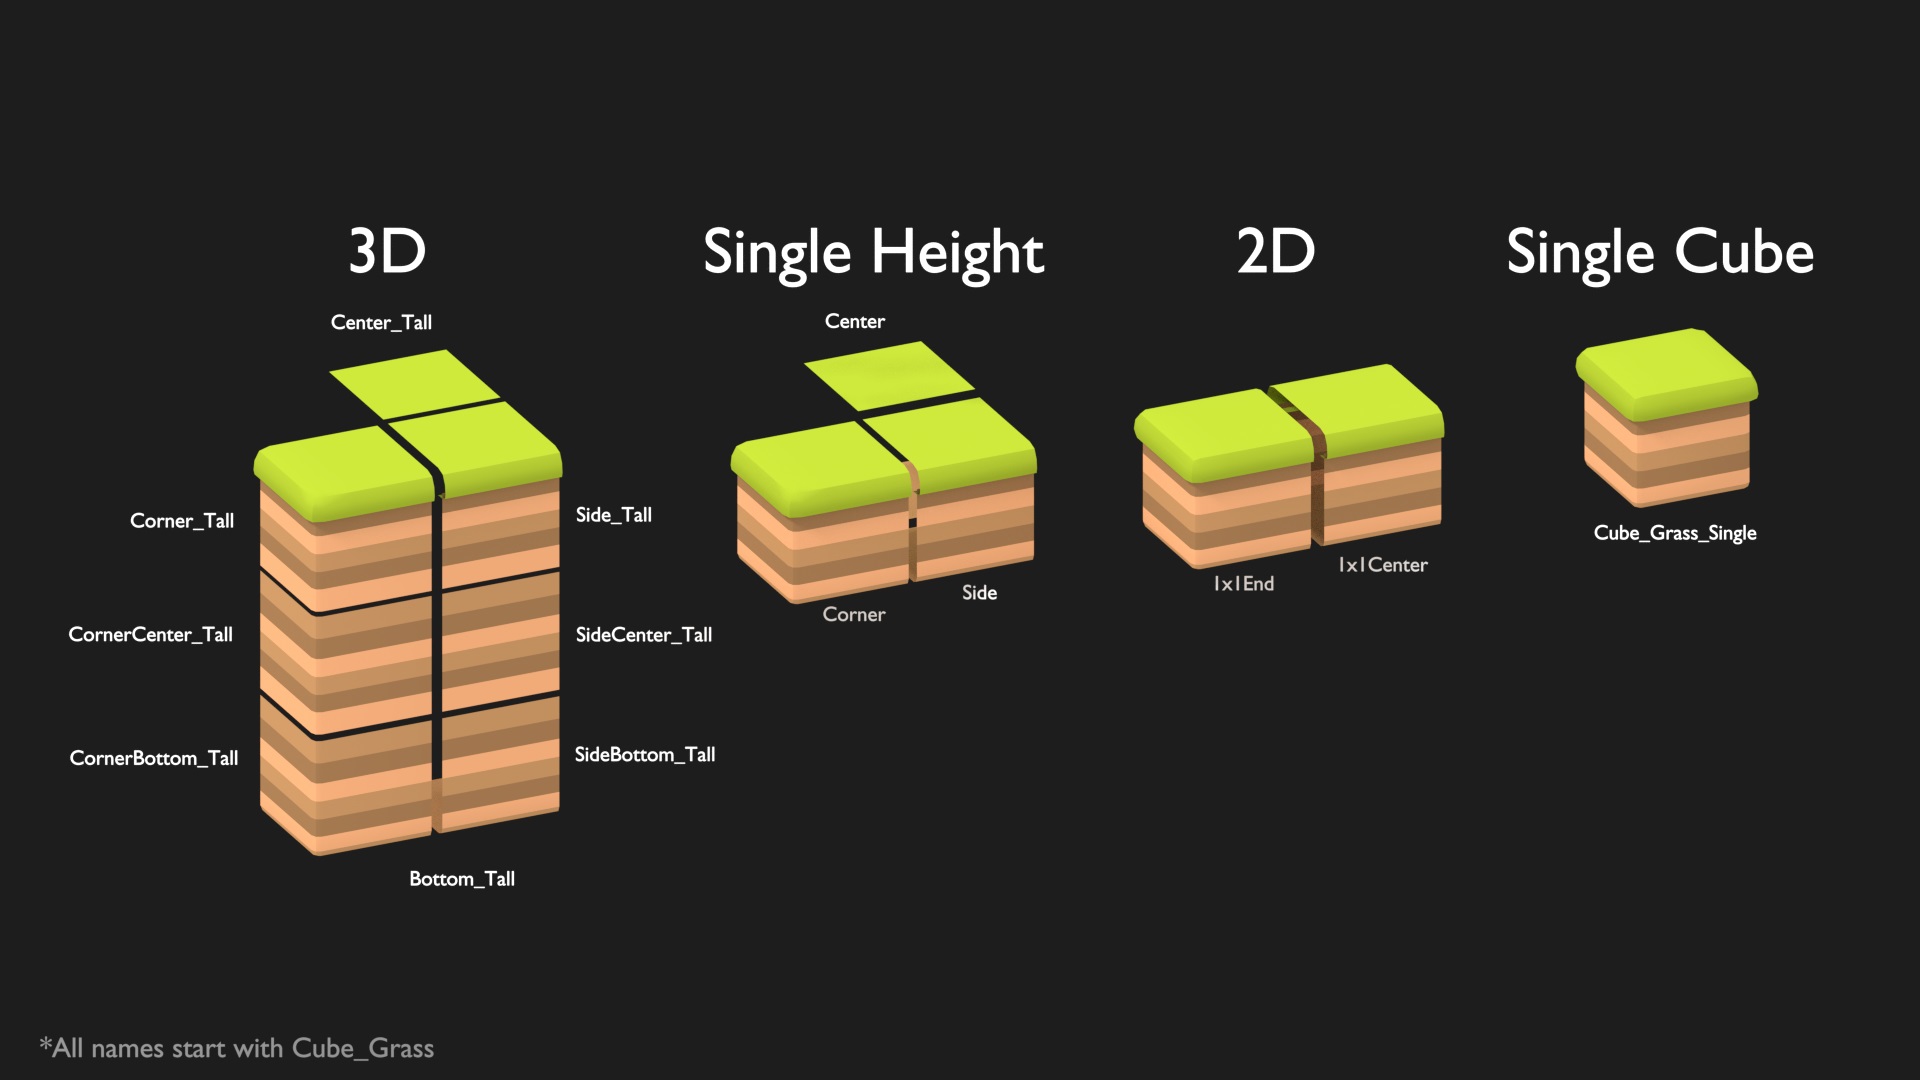 3D
Single Height
2D
Single Cube
Center_Tall
Center
Corner_Tall
Side_Tall
Cube_Grass_Single
1x1Center
1x1End
Side
Corner
CornerCenter_Tall
SideCenter_Tall
CornerBottom_Tall
SideBottom_Tall
Bottom_Tall
*All names start with Cube_Grass